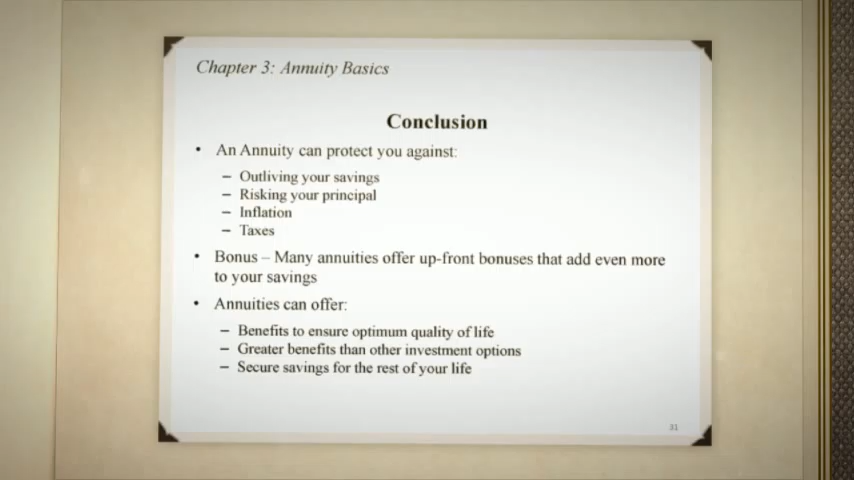 Chapter 3: Annuity Basics
Conclusion
• An Annuity can protect you against:
– Outliving your savings
– Risking your principal
– Inflation
– Taxes
• Bonus – Many annuities offer up-front bonuses that add even more
to your savings
• Annuities can offer:
– Benefits to ensure optimum quality of life
– Greater benefits than other investment options
– Secure savings for the rest of your life
31